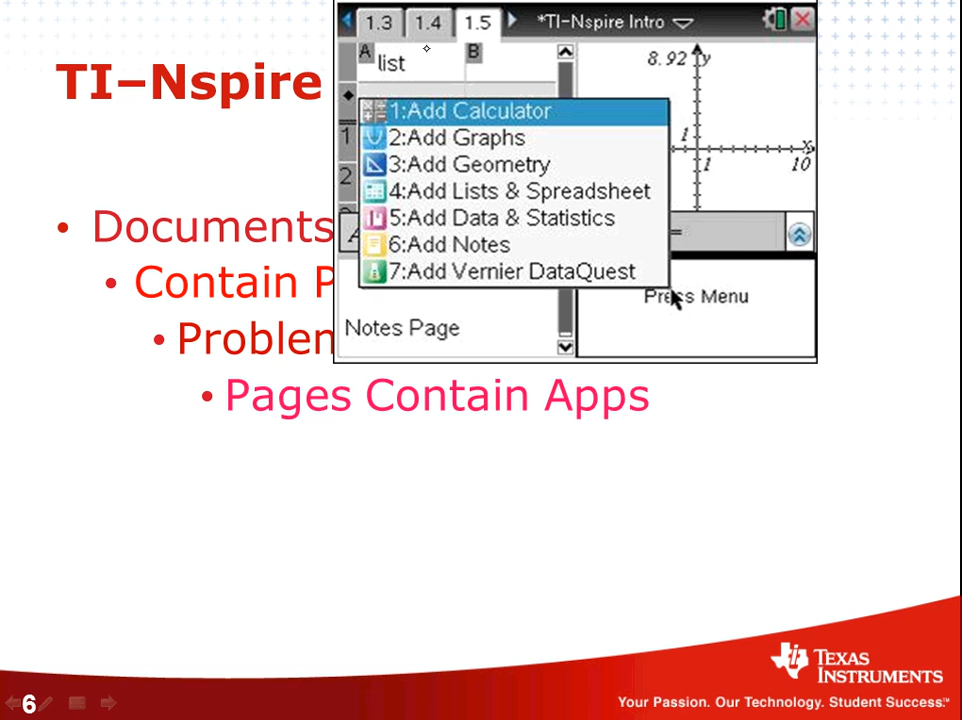 1.3 1.4 1.5 *TI-Nspire Intro
TI–Nspire
A list B
8.92 y
1:Add Calculator
1
2:Add Graphs
1 x
3:Add Geometry
1 10
2
4:Add Lists & Spreadsheet
5:Add Data & Statistics
• Documents
A =
6:Add Notes
7:Add Vernier DataQuest
• Contain P
Press Menu
Notes Page
• Problem
• Pages Contain Apps
TEXAS
INSTRUMENTS
6
Your Passion. Our Technology. Student Success.™